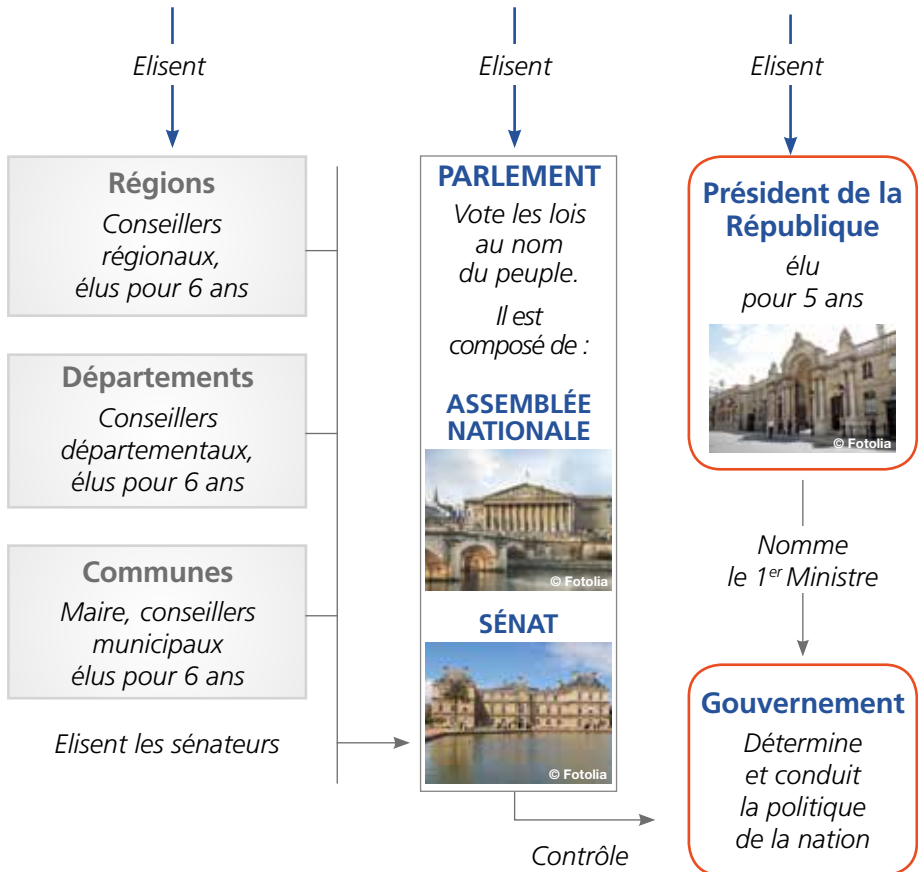 Elisent
Elisent
Elisent
Régions
Conseillers
régionaux,
élus pour 6 ans
Départements
Conseillers
départementaux,
élus pour 6 ans
Communes
Maire, conseillers
municipaux
élus pour 6 ans
Elisent les sénateurs
PARLEMENT
Vote les lois
au nom
du peuple.
Il est
composé de :
ASSEMBLÉE
NATIONALE
© Fotolia
SÉNAT
© Fotolia
Contrôle
Président de la
République
élu
pour 5 ans
© Fotolia
Nomme
le 1er Ministre
Gouvernement
Détermine
et conduit
la politique
de la nation